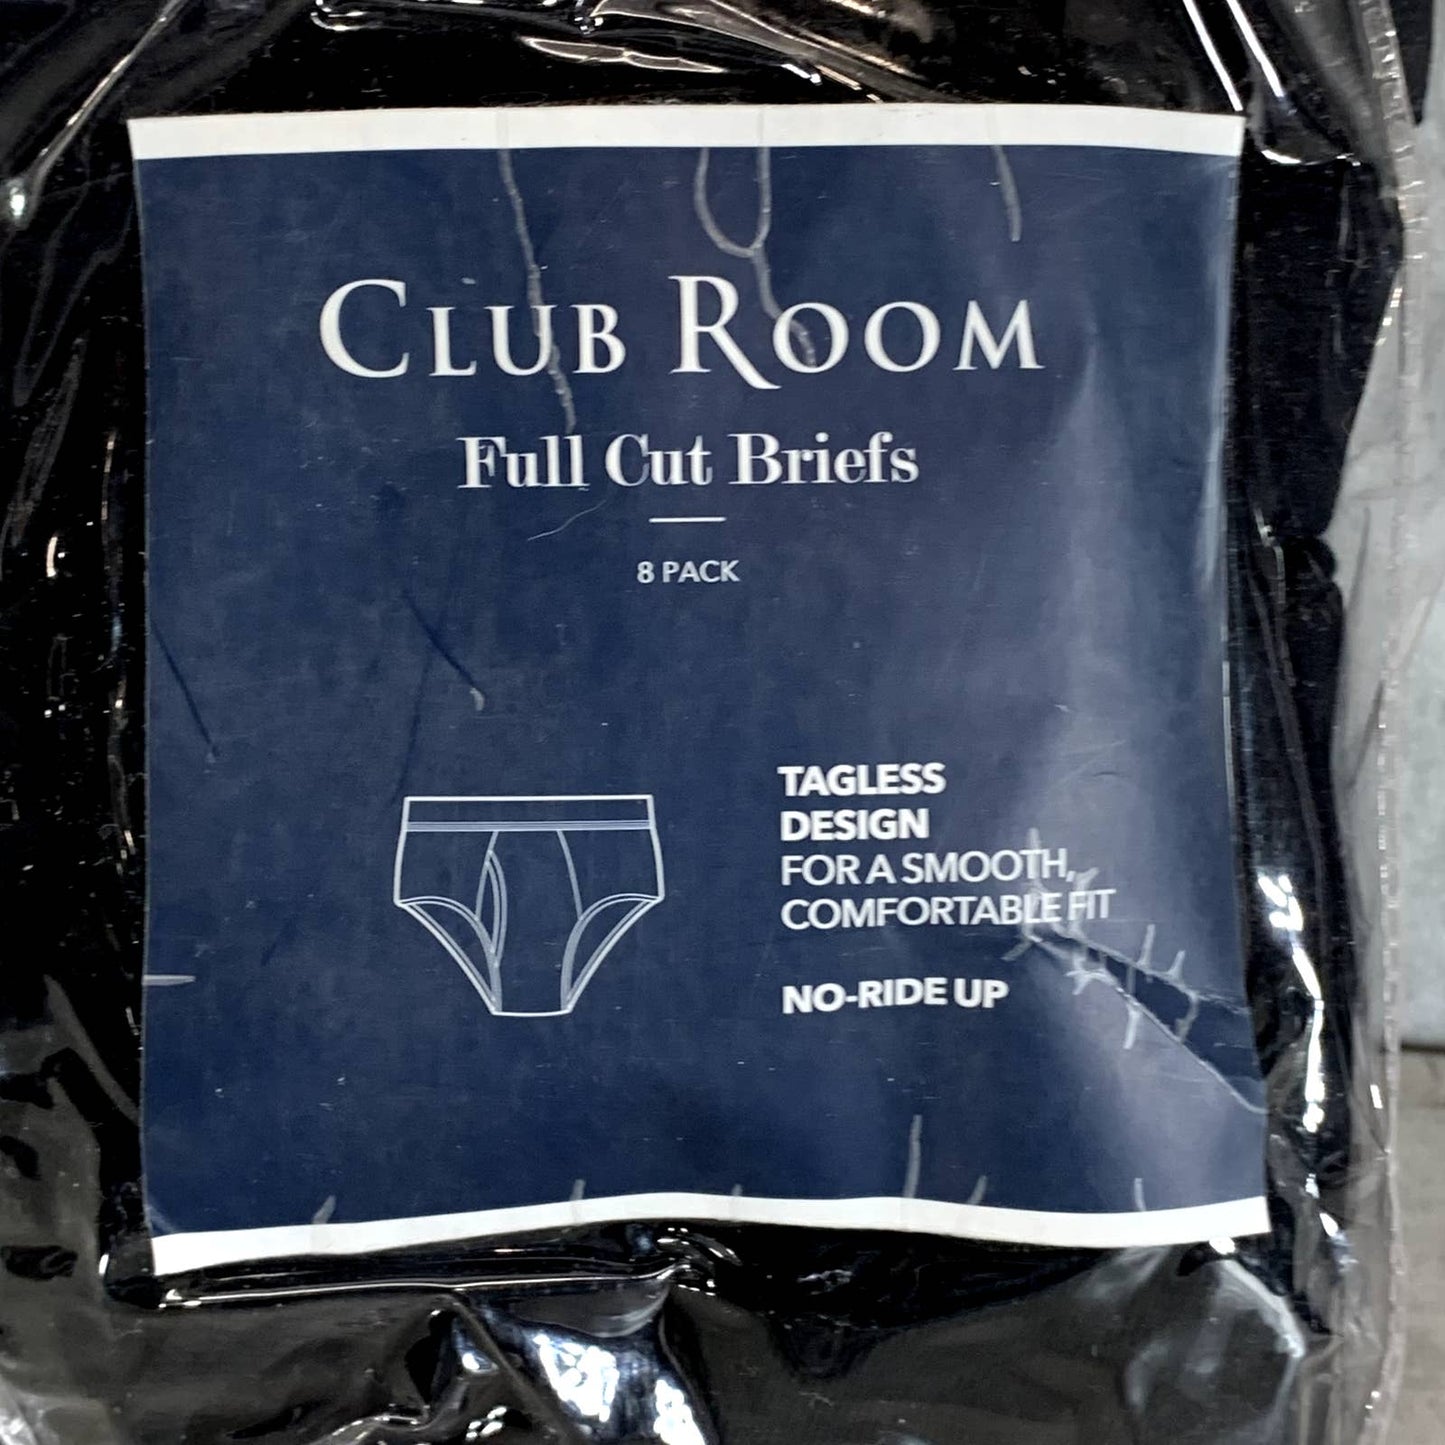 CLUB ROOM
Full Cut Briefs
8 PACK
TAGLESS
DESIGN
FOR A SMOOTH,
COMFORTABLE FIT
NO-RIDE UP